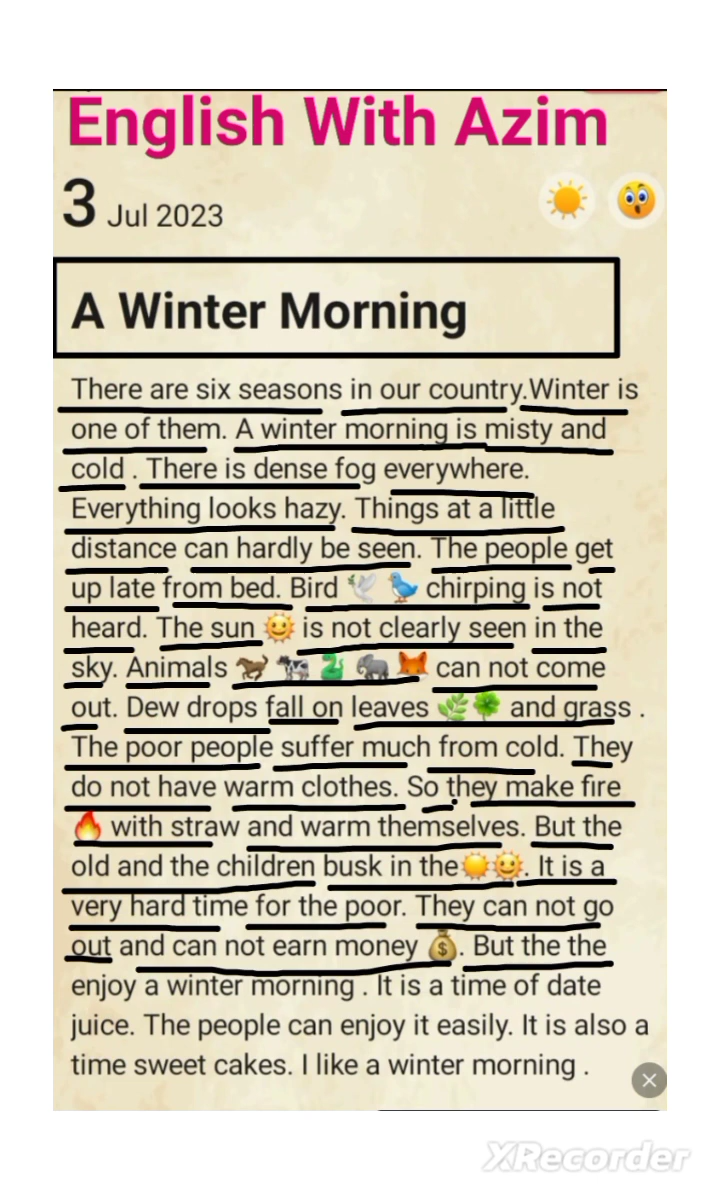 English With Azim
3 Jul 2023
A Winter Morning
There are six seasons in our country.Winter is
one of them. A winter morning is misty and
cold . There is dense fog everywhere.
Everything looks hazy. Things at a little
distance can hardly be seen. The people get
up late from bed. Bird 🕊️ 🐦 chirping is not
heard. The sun 🌞 is not clearly seen in the
sky. Animals 🐎 🐄 🐍 🐘 🦊 can not come
out. Dew drops fall on leaves 🌿🍀 and grass .
The poor people suffer much from cold. They
do not have warm clothes. So they make fire
🔥 with straw and warm themselves. But the
old and the children busk in the☀️🌞. It is a
very hard time for the poor. They can not go
out and can not earn money 💰. But the the
enjoy a winter morning . It is a time of date
juice. The people can enjoy it easily. It is also a
time sweet cakes. I like a winter morning .
XRecorder